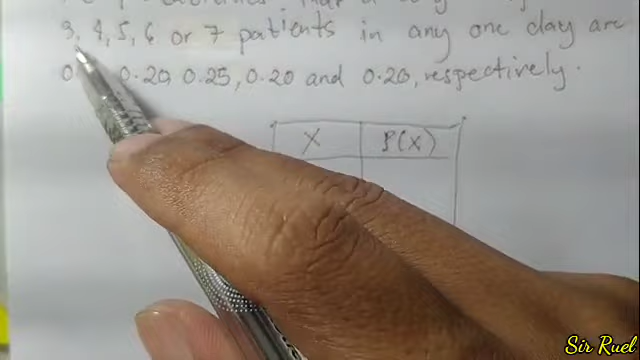 3, 4, 5, 6 or 7 patients in any one day are
0.20, 0.25, 0.20 and 0.20, respectively.
X P(X)
Sir Ruel